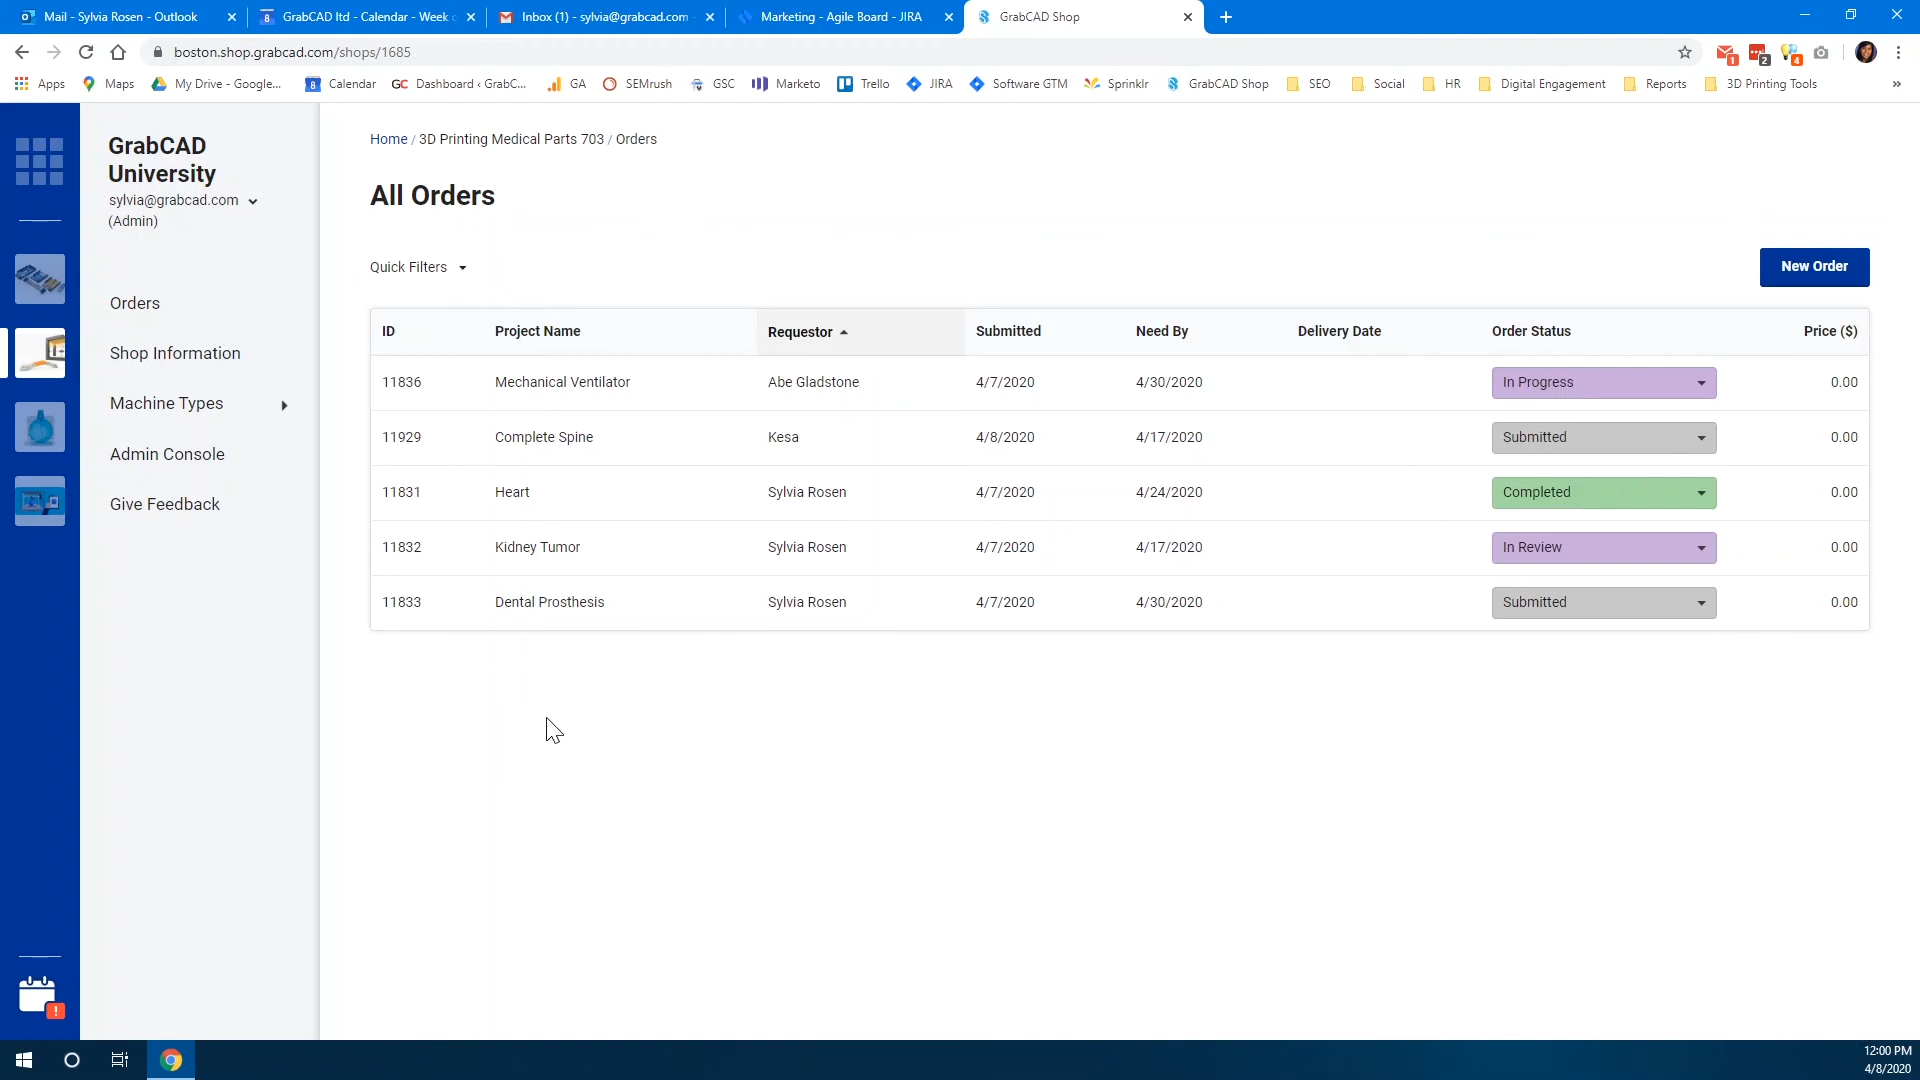 Mail - Sylvia Rosen - Outlook
GrabCAD ltd - Calendar - Week
Inbox (1) - sylvia@grabcad.com
Marketing - Agile Board - JIRA
GrabCAD Shop
boston.shop.grabcad.com/shops/1685
1
2
4
Apps
Maps
My Drive - Google...
8
Calendar
GC
Dashboard ‹ GrabC...
GA
SEMrush
GSC
Marketo
Trello
JIRA
Software GTM
Sprinklr
GrabCAD Shop
SEO
Social
HR
Digital Engagement
Reports
3D Printing Tools
»
GrabCAD
University
sylvia@grabcad.com
(Admin)
Orders
Shop Information
Machine Types
Admin Console
Give Feedback
Home / 3D Printing Medical Parts 703 / Orders
All Orders
Quick Filters
New Order
ID Project Name Requestor Submitted Need By Delivery Date Order Status Price ($)
11836 Mechanical Ventilator Abe Gladstone 4/7/2020 4/30/2020 In Progress 0.00
11929 Complete Spine Kesa 4/8/2020 4/17/2020 Submitted 0.00
11831 Heart Sylvia Rosen 4/7/2020 4/24/2020 Completed 0.00
11832 Kidney Tumor Sylvia Rosen 4/7/2020 4/17/2020 In Review 0.00
11833 Dental Prosthesis Sylvia Rosen 4/7/2020 4/30/2020 Submitted 0.00
!
12:00 PM
4/8/2020